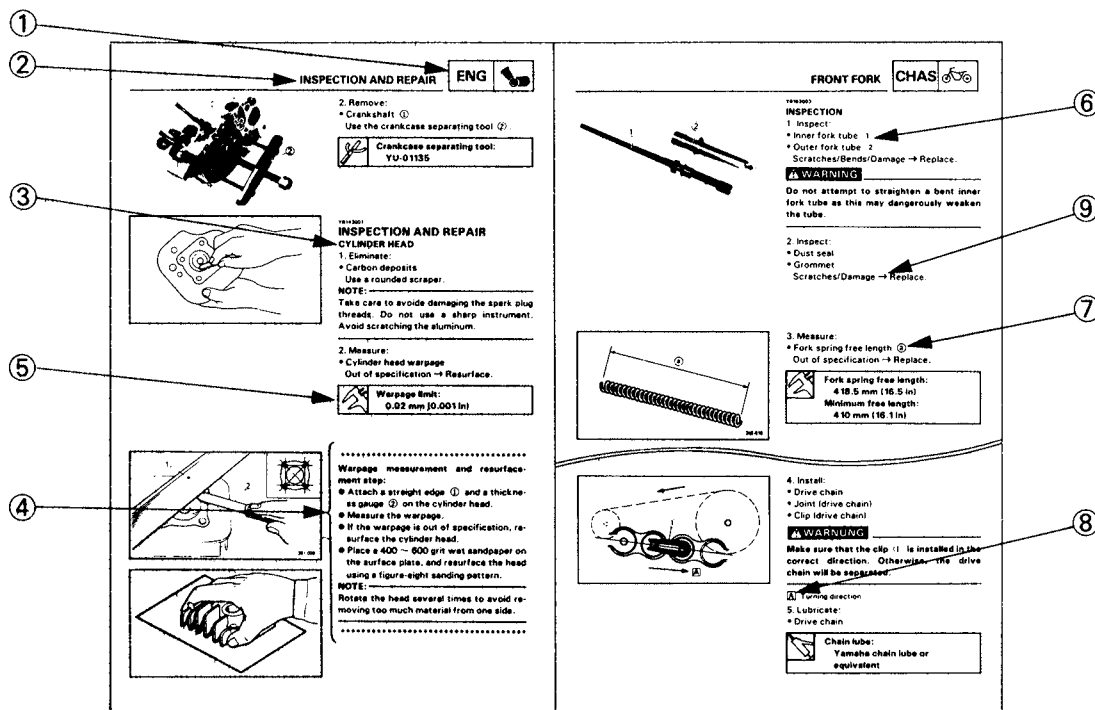 ①
②
INSPECTION AND REPAIR
ENG
2. Remove:
• Crankshaft ①
Use the crankcase separating tool ②.
②
Crankcase separating tool:
YU-01135
③
INSPECTION AND REPAIR
CYLINDER HEAD
1. Eliminate:
• Carbon deposits
Use a rounded scraper.
NOTE:
Take care to avoide damaging the spark plug
threads. Do not use a sharp instrument.
Avoid scratching the aluminum.
2. Measure:
• Cylinder head warpage
Out of specification → Resurface.
⑤
Warpage limit:
0.02 mm (0.001 in)
④
1.
2
Warpage measurement and resurface-
ment step:
● Attach a streight edge ① and a thickne-
ss gauge ② on the cylinder head.
● Measure the warpage.
● If the warpage is out of specification, re-
surface the cylinder head.
● Place a 400 ~ 600 grit wet sandpaper on
the surface plate, and resurface the head
using a figure-eight sanding pattern.
NOTE:
Rotate the head several times to avoid re-
moving too much material from one side.
FRONT FORK
CHAS
⑥
1
2
INSPECTION
1. Inspect:
• Inner fork tube 1
• Outer fork tube 2
Scratches/Bends/Damage → Replace.
WARNING
Do not attempt to straighten a bent inner
fork tube as this may dangerously weaken
the tube.
⑨
2. Inspect:
• Dust seal
• Grommet
Scratches/Damage → Replace.
⑦
3. Measure:
• Fork spring free length ⓐ
Out of specification → Replace.
ⓐ
Fork spring free length:
418.5 mm (16.5 in)
Minimum free length:
410 mm (16.1 in)
4. Install:
• Drive chain
• Joint (drive chain)
• Clip (drive chain)
⑧
WARNUNG
Make sure that the clip is installed in the
correct direction. Otherwise, the drive
chain will be separated.
A
A Turning direction
5. Lubricate:
• Drive chain
Chain lube:
Yamaha chain lube or
equivalent